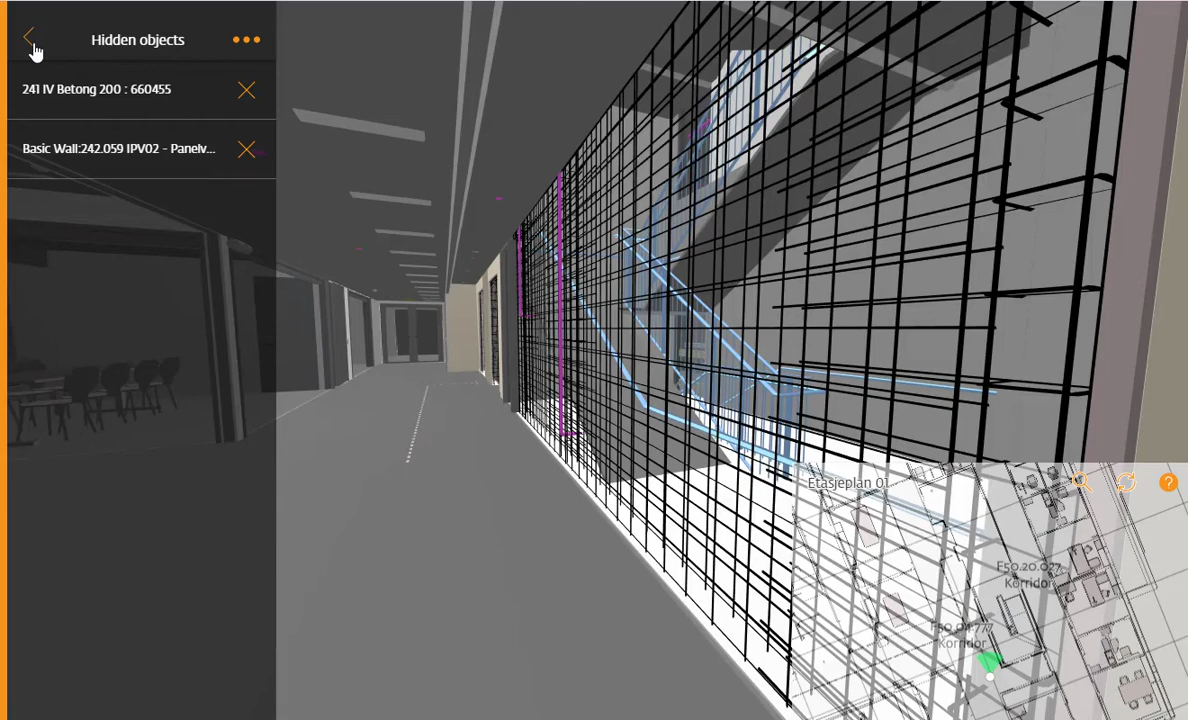 Hidden objects
241 IV Betong 200 : 660455
Basic Wall:242.059 IPV02 - Panelv...
Etasjeplan 01
?
F50.20.027
Korridor
Korridor